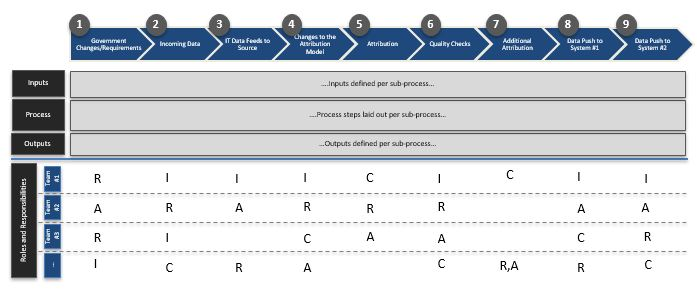 1 2 3 4 5 6 7 8 9
Government
Changes/Requirements
Incoming Data
IT Data Feeds to
Source
Changes to the
Attribution
Model
Attribution
Quality Checks
Additional
Attribution
Data Push to
System #1
Data Push to
System #2
Inputs
....Inputs defined per sub-process...
Process
....Process steps laid out per sub-process...
Outputs
...Outputs defined per sub-process...
Roles and Responsibilities
Team
#1
R I I I C I C I I
Team
#2
A R A R R R A A
Team
#3
R I C A A C R
I C R A C R,A R C